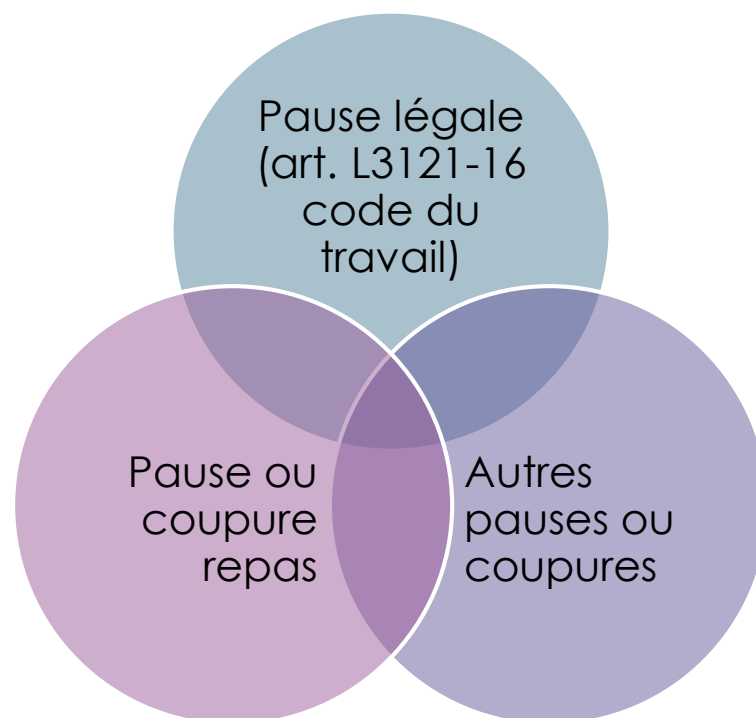 Pause légale
(art. L3121-16
code du
travail)
Pause ou
coupure
repas
Autres
pauses ou
coupures